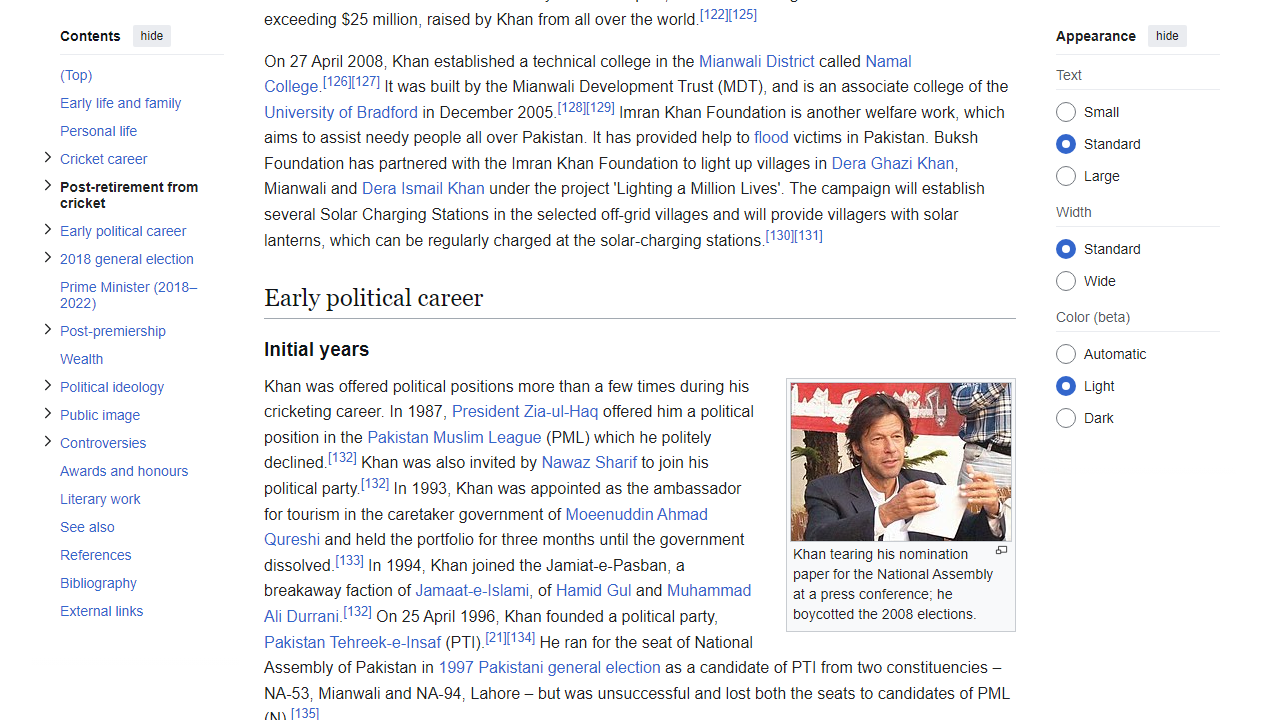 Contents hide
(Top)
Early life and family
Personal life
Cricket career
Post-retirement from
cricket
Early political career
2018 general election
Prime Minister (2018–
2022)
Post-premiership
Wealth
Political ideology
Public image
Controversies
Awards and honours
Literary work
See also
References
Bibliography
External links
exceeding $25 million, raised by Khan from all over the world.[122][125]
On 27 April 2008, Khan established a technical college in the Mianwali District called Namal
College.[126][127] It was built by the Mianwali Development Trust (MDT), and is an associate college of the
University of Bradford in December 2005.[128][129] Imran Khan Foundation is another welfare work, which
aims to assist needy people all over Pakistan. It has provided help to flood victims in Pakistan. Buksh
Foundation has partnered with the Imran Khan Foundation to light up villages in Dera Ghazi Khan,
Mianwali and Dera Ismail Khan under the project 'Lighting a Million Lives'. The campaign will establish
several Solar Charging Stations in the selected off-grid villages and will provide villagers with solar
lanterns, which can be regularly charged at the solar-charging stations.[130][131]
Early political career
Initial years
Khan was offered political positions more than a few times during his
cricketing career. In 1987, President Zia-ul-Haq offered him a political
position in the Pakistan Muslim League (PML) which he politely
declined.[132] Khan was also invited by Nawaz Sharif to join his
political party.[132] In 1993, Khan was appointed as the ambassador
for tourism in the caretaker government of Moeenuddin Ahmad
Qureshi and held the portfolio for three months until the government
dissolved.[133] In 1994, Khan joined the Jamiat-e-Pasban, a
breakaway faction of Jamaat-e-Islami, of Hamid Gul and Muhammad
Ali Durrani.[132] On 25 April 1996, Khan founded a political party,
Pakistan Tehreek-e-Insaf (PTI).[21][134] He ran for the seat of National
Assembly of Pakistan in 1997 Pakistani general election as a candidate of PTI from two constituencies –
NA-53, Mianwali and NA-94, Lahore – but was unsuccessful and lost both the seats to candidates of PML
(N).[135]
Khan tearing his nomination
paper for the National Assembly
at a press conference; he
boycotted the 2008 elections.
Appearance hide
Text
Small
Standard
Large
Width
Standard
Wide
Color (beta)
Automatic
Light
Dark